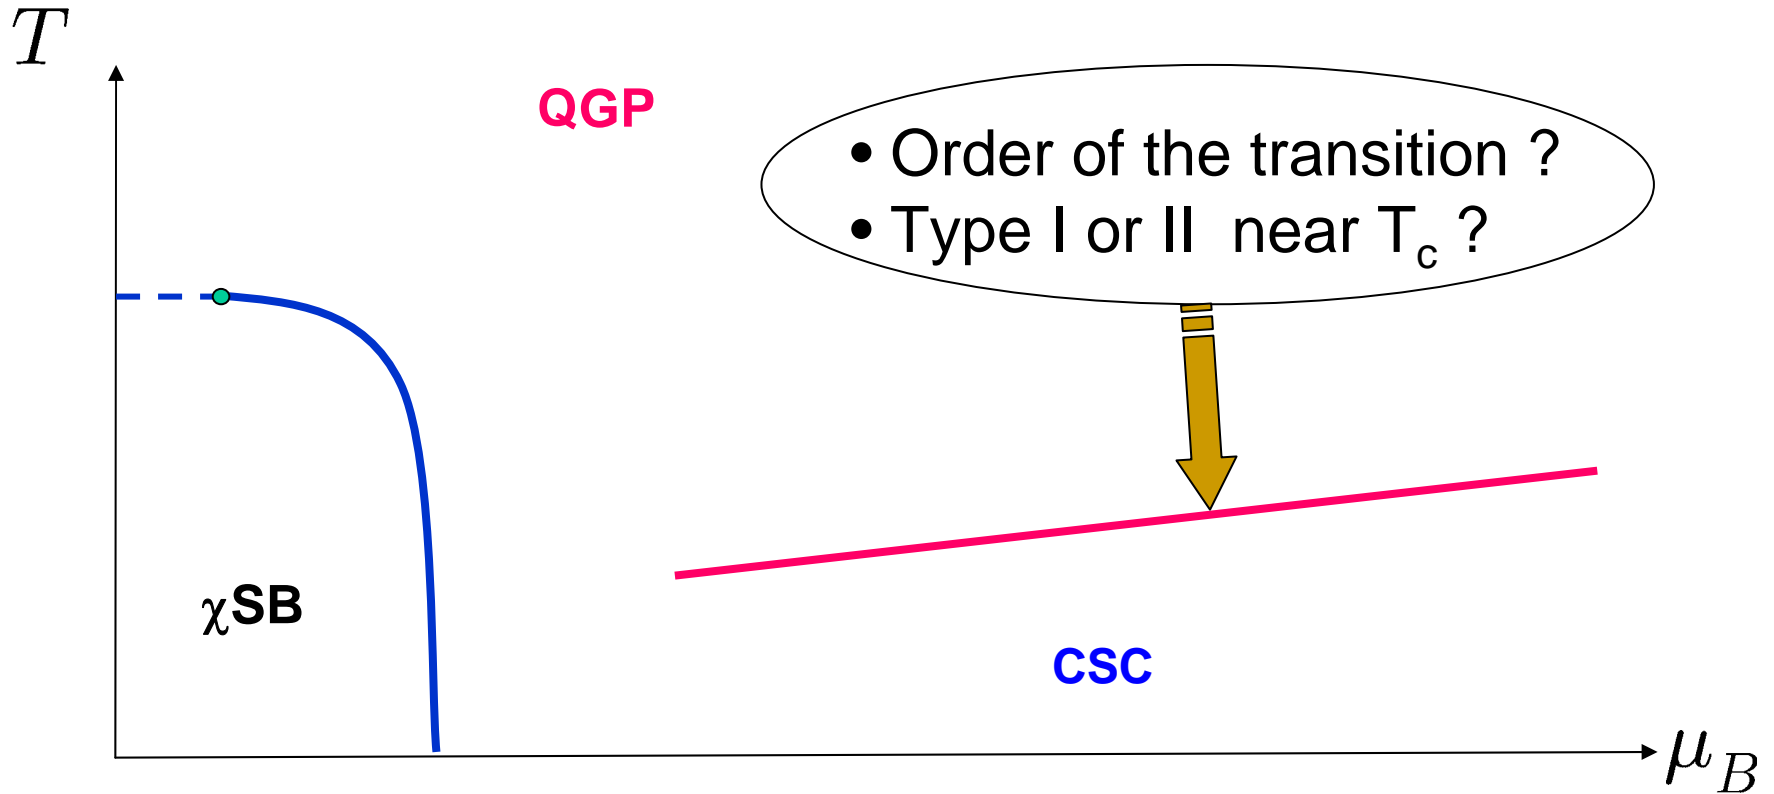 T
QGP
• Order of the transition ?
• Type I or II near Tc ?
χSB
CSC
μB